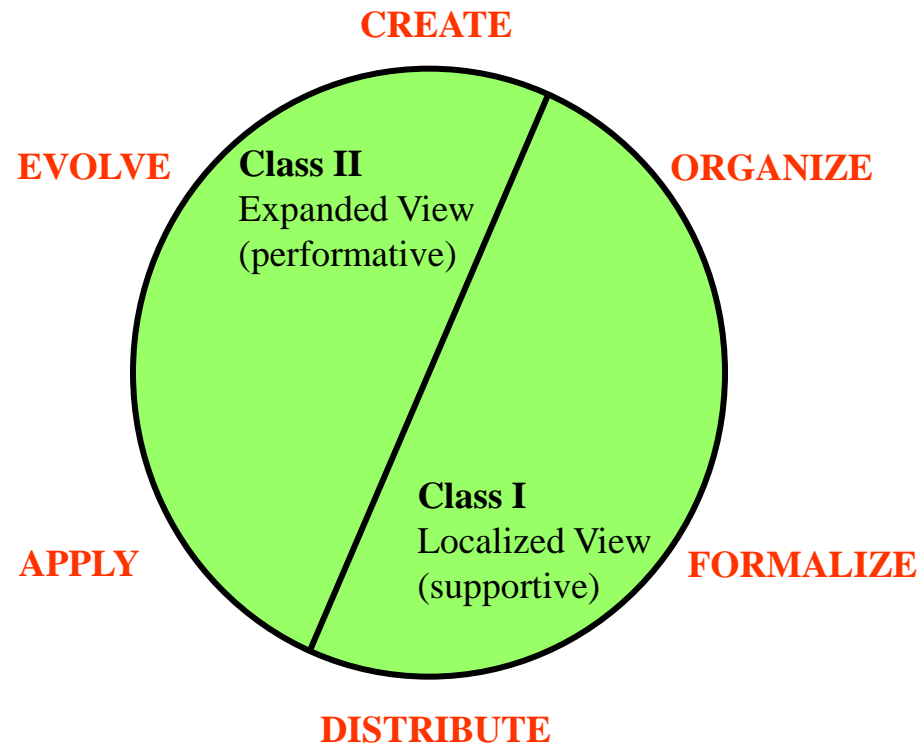 CREATE
EVOLVE
ORGANIZE
Class II
Expanded View
(performative)
Class I
Localized View
(supportive)
APPLY
FORMALIZE
DISTRIBUTE